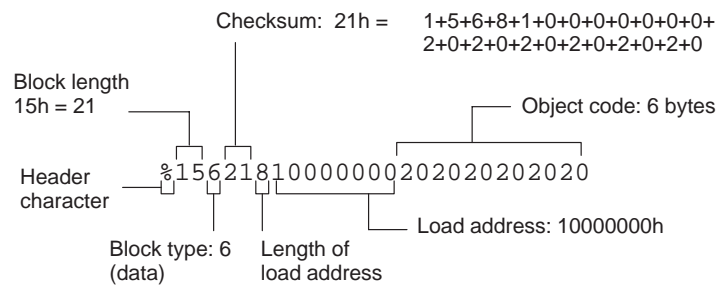 Checksum: 21h = 1+5+6+8+1+0+0+0+0+0+0+0+
2+0+2+0+2+0+2+0+2+0+2+0
Block length
15h = 21
Object code: 6 bytes
%15621810000000202020202020
Header
character
Load address: 10000000h
Block type: 6
(data)
Length of
load address